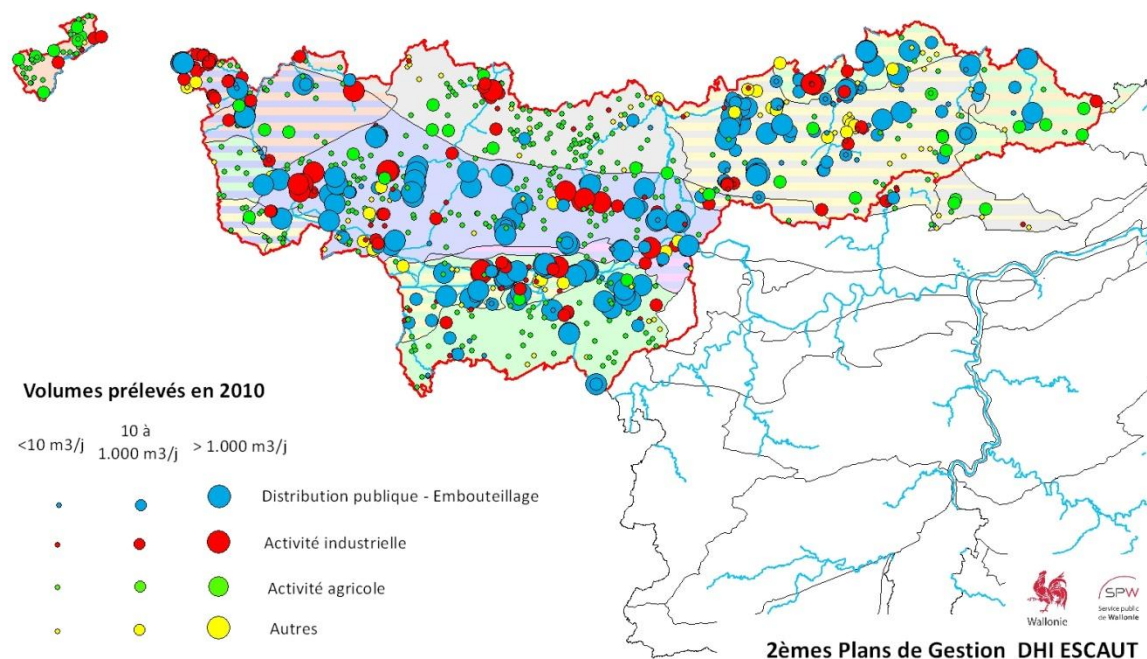 Volumes prélevés en 2010
<10 m3/j
10 à
1.000 m3/j
> 1.000 m3/j
Distribution publique - Embouteillage
Activité industrielle
Activité agricole
Autres
Wallonie
SPW
Service public
de Wallonie
2èmes Plans de Gestion DHI ESCAUT